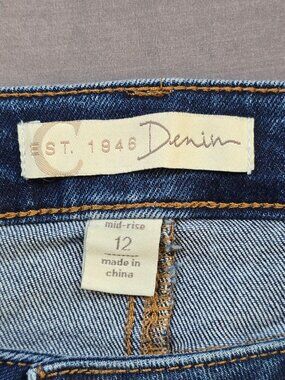 C
EST. 1946 Denim
mid-rise
12
made in
china